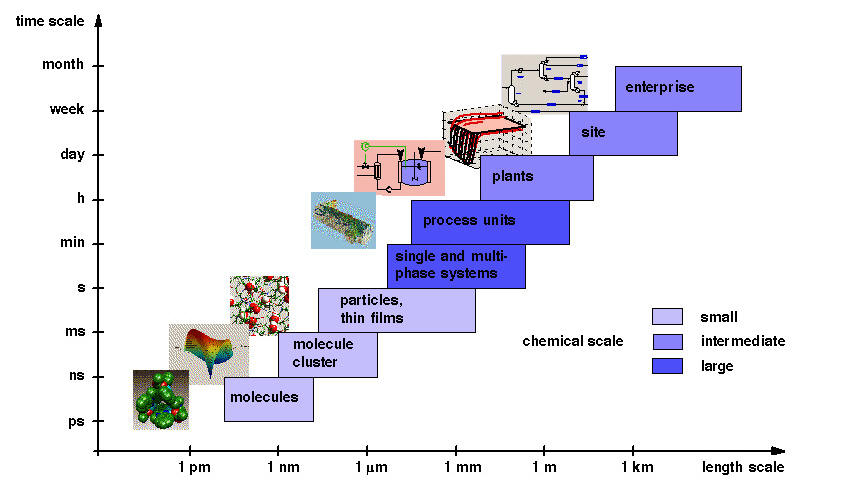 time scale
month
week
day
h
min
s
ms
ns
ps
enterprise
site
plants
process units
single and multi-
phase systems
particles,
thin films
molecule
cluster
molecules
chemical scale
small
intermediate
large
1 pm
1 nm
1 µm
1 mm
1 m
1 km
length scale